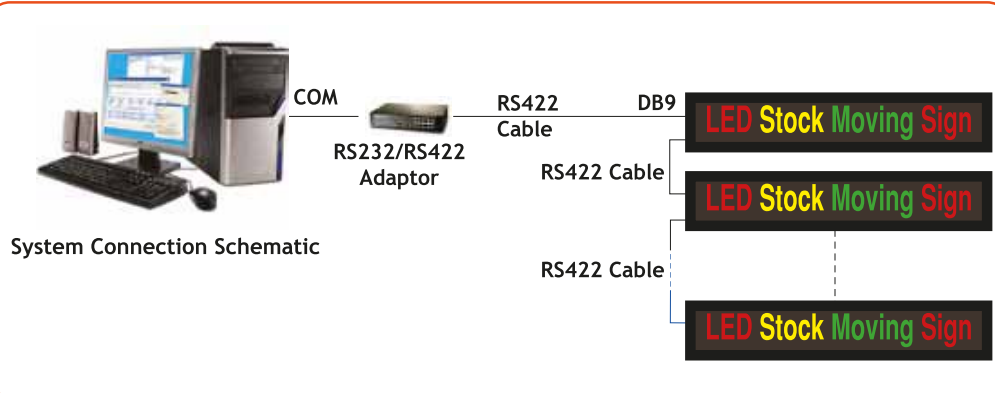 COM
RS232/RS422
Adaptor
RS422
Cable
DB9
LED Stock Moving Sign
RS422 Cable
LED Stock Moving Sign
System Connection Schematic
RS422 Cable
LED Stock Moving Sign